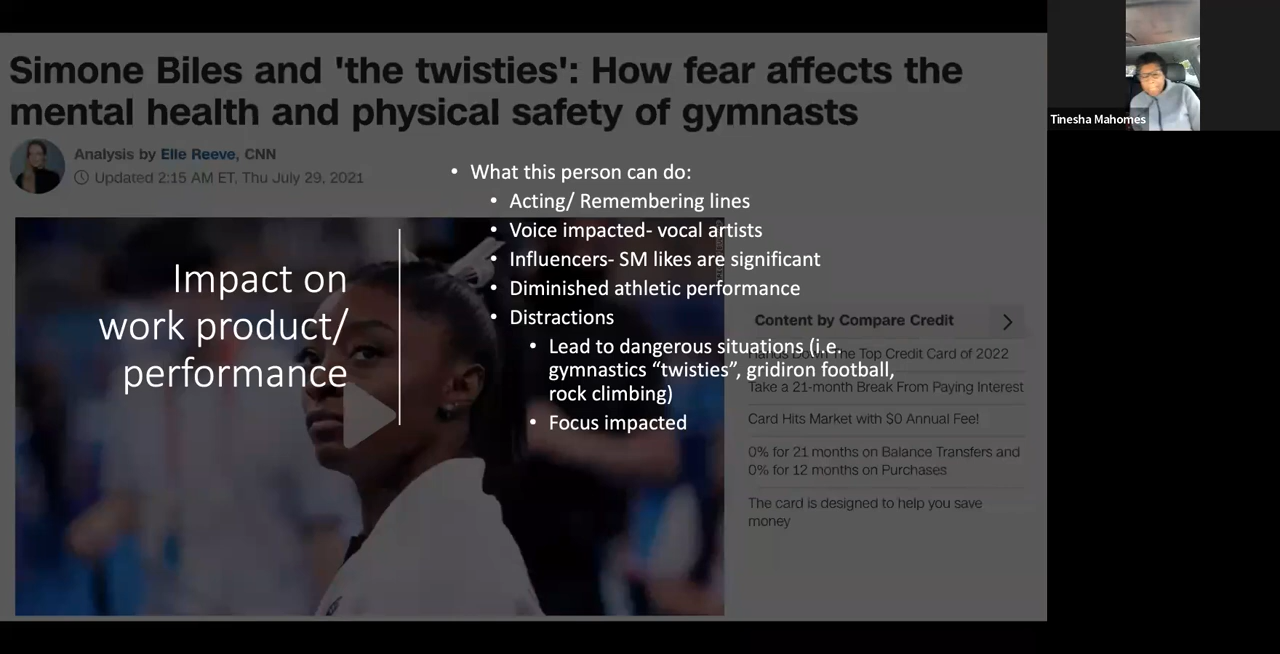 Simone Biles and 'the twisties': How fear affects the
mental health and physical safety of gymnasts
Analysis by Elle Reeve, CNN
Updated 2:15 AM ET, Thu July 29, 2021
Impact on
work product/
performance
• What this person can do:
• Acting/ Remembering lines
• Voice impacted- vocal artists
• Influencers- SM likes are significant
• Diminished athletic performance
• Distractions
• Lead to dangerous situations (i.e.
gymnastics “twisties”, gridiron football,
rock climbing)
• Focus impacted
Content by Compare Credit
Hands Down The Top Credit Card of 2022
Take a 21-month Break From Paying Interest
Card Hits Market with $0 Annual Fee!
0% for 21 months on Balance Transfers and
0% for 12 months on Purchases
The card is designed to help you save
money
Tinesha Mahomes